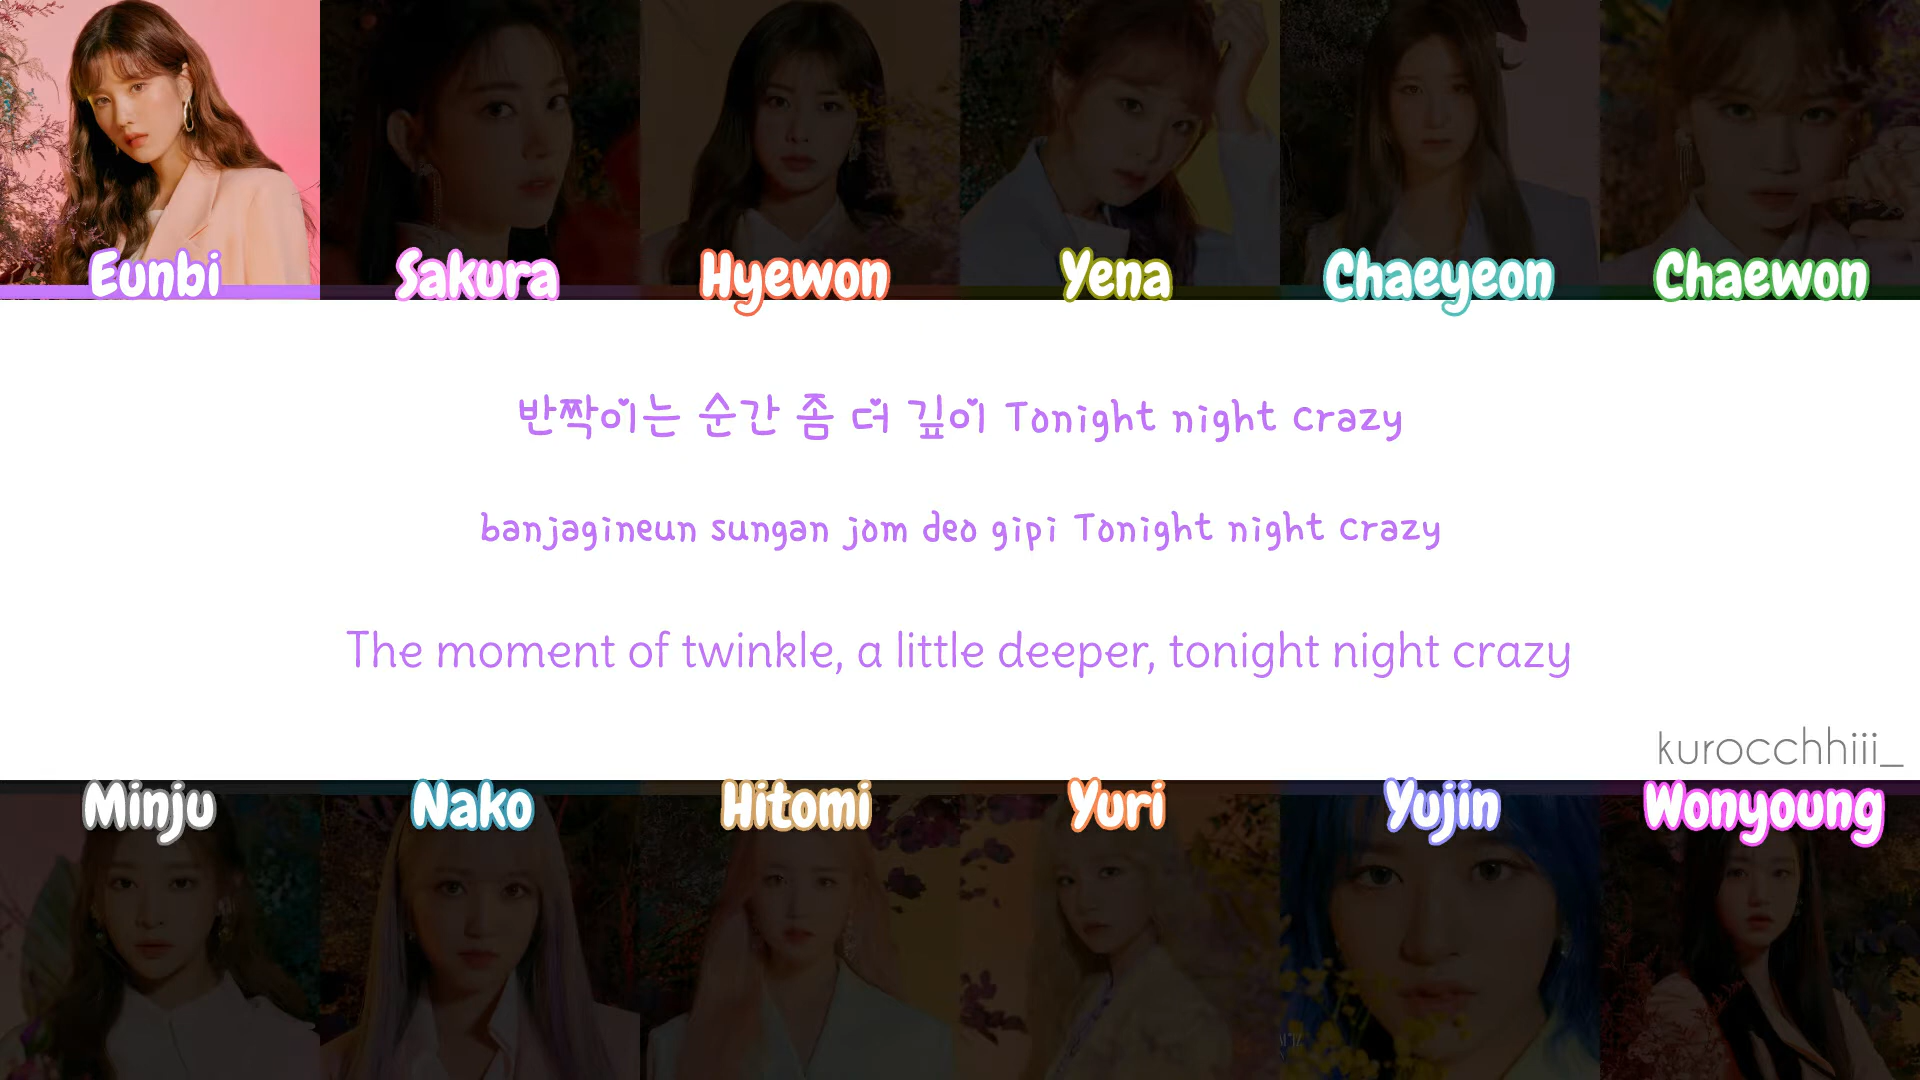 Eunbi Sakura Hyewon Yena Chaeyeon Chaewon
반짝이는 순간 좀 더 깊이 Tonight night crazy
banjagineun sungan jom deo gipi Tonight night crazy
The moment of twinkle, a little deeper, tonight night crazy
kurocchhiii_
Minju Nako Hitomi Yuri Yujin Wonyoung